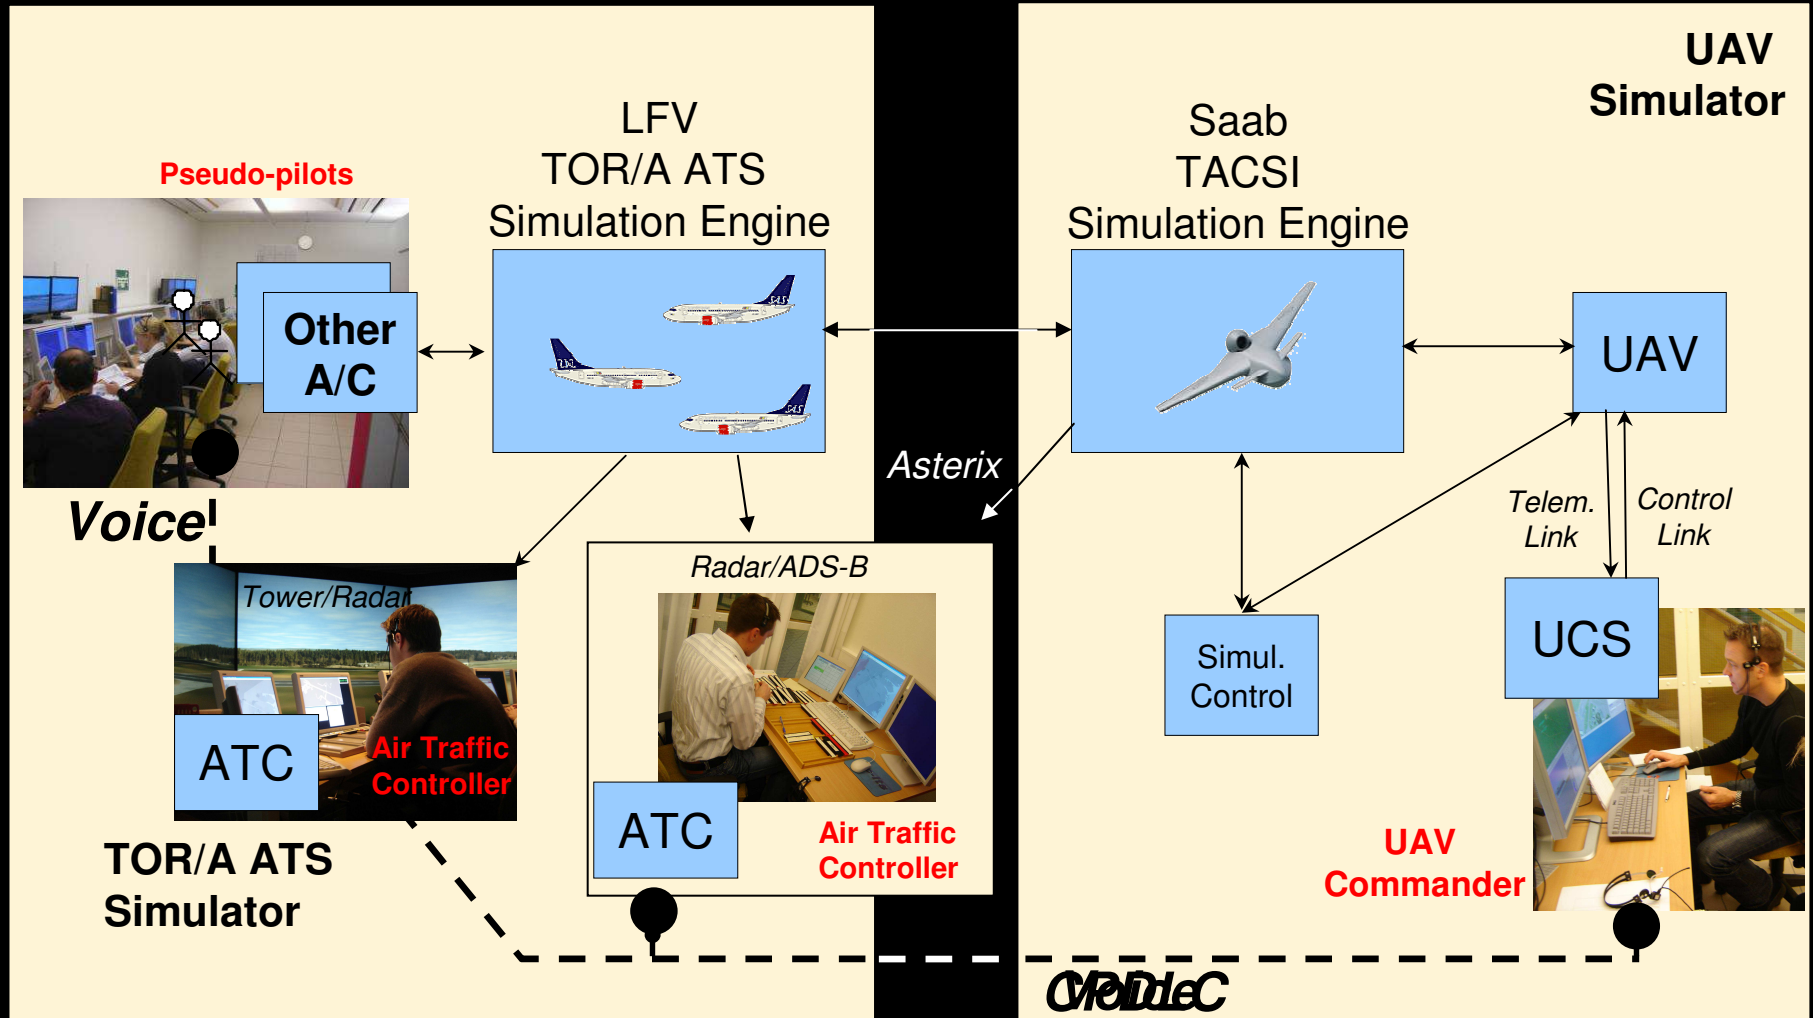 UAV
Simulator
LFV
TOR/A ATS
Simulation Engine
Saab
TACSI
Simulation Engine
Pseudo-pilots
Other
A/C
UAV
Asterix
Voice
Telem.
Link
Control
Link
Radar/ADS-B
Tower/Radar
UCS
Simul.
Control
ATC
Air Traffic
Controller
ATC
Air Traffic
Controller
UAV
Commander
TOR/A ATS
Simulator
CPDLC
Voice